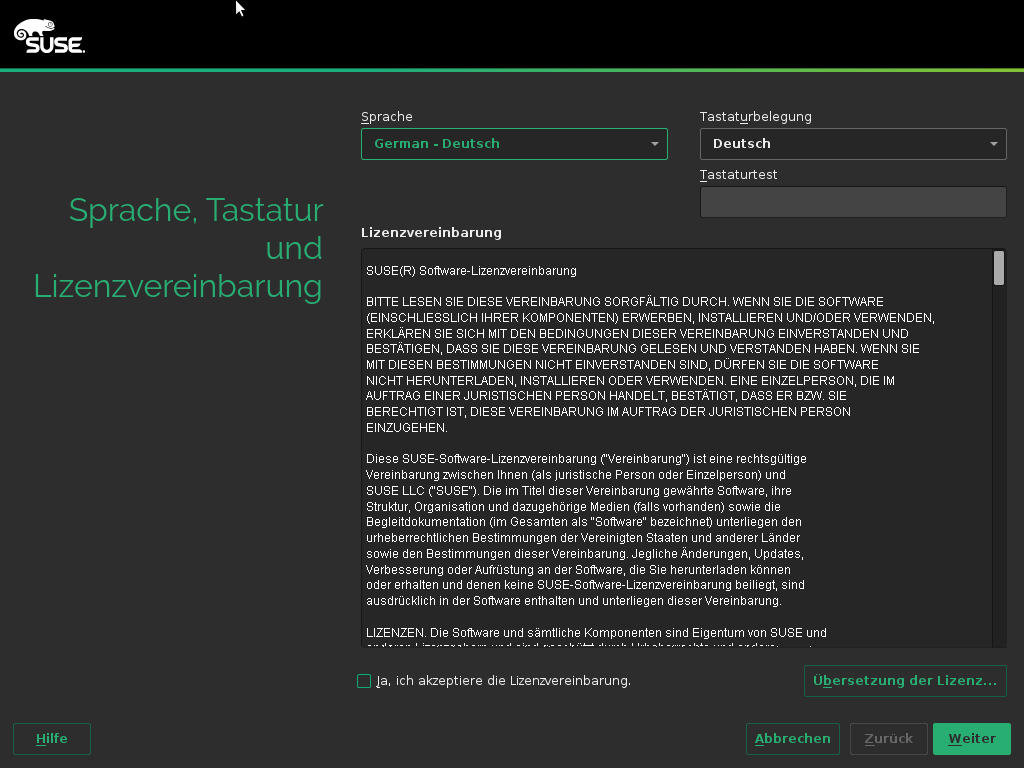 SUSE.
Sprache
Tastaturbelegung
German - Deutsch
Deutsch
Tastaturtest
Sprache, Tastatur
und
Lizenzvereinbarung
Lizenzvereinbarung
SUSE(R) Software-Lizenzvereinbarung
BITTE LESEN SIE DIESE VEREINBARUNG SORGFÄLTIG DURCH. WENN SIE DIE SOFTWARE
(EINSCHLIESSLICH IHRER KOMPONENTEN) ERWERBEN, INSTALLIEREN UND/ODER VERWENDEN,
ERKLÄREN SIE SICH MIT DEN BEDINGUNGEN DIESER VEREINBARUNG EINVERSTANDEN UND
BESTÄTIGEN, DASS SIE DIESE VEREINBARUNG GELESEN UND VERSTANDEN HABEN. WENN SIE
MIT DIESEN BESTIMMUNGEN NICHT EINVERSTANDEN SIND, DÜRFEN SIE DIE SOFTWARE
NICHT HERUNTERLADEN, INSTALLIEREN ODER VERWENDEN. EINE EINZELPERSON, DIE IM
AUFTRAG EINER JURISTISCHEN PERSON HANDELT, BESTÄTIGT, DASS ER BZW. SIE
BERECHTIGT IST, DIESE VEREINBARUNG IM AUFTRAG DER JURISTISCHEN PERSON
EINZUGEHEN.
Diese SUSE-Software-Lizenzvereinbarung ("Vereinbarung") ist eine rechtsgültige
Vereinbarung zwischen Ihnen (als juristische Person oder Einzelperson) und
SUSE LLC ("SUSE"). Die im Titel dieser Vereinbarung gewährte Software, ihre
Struktur, Organisation und dazugehörige Medien (falls vorhanden) sowie die
Begleitdokumentation (im Gesamten als "Software" bezeichnet) unterliegen den
urheberrechtlichen Bestimmungen der Vereinigten Staaten und anderer Länder
sowie den Bestimmungen dieser Vereinbarung. Jegliche Änderungen, Updates,
Verbesserung oder Aufrüstung an der Software, die Sie herunterladen können
oder erhalten und denen keine SUSE-Software-Lizenzvereinbarung beiliegt, sind
ausdrücklich in der Software enthalten und unterliegen dieser Vereinbarung.
LIZENZEN. Die Software und sämtliche Komponenten sind Eigentum von SUSE und
Ja, ich akzeptiere die Lizenzvereinbarung.
Übersetzung der Lizenz...
Hilfe
Abbrechen
Zurück
Weiter